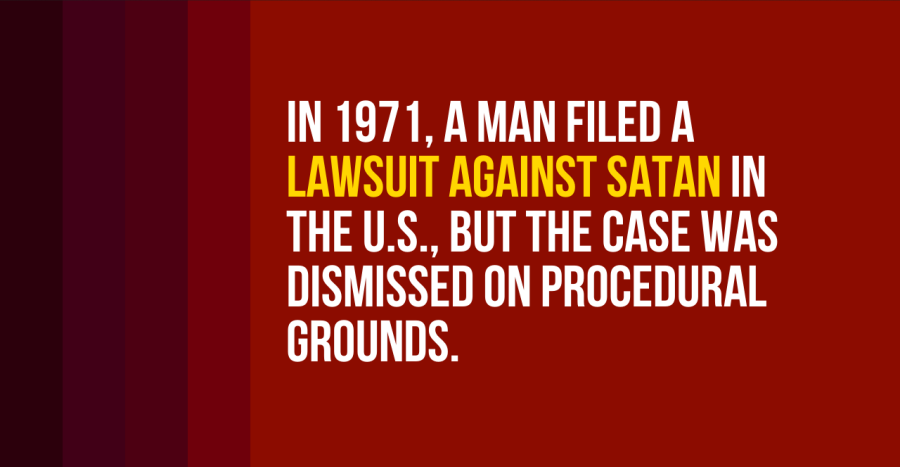 IN 1971, A MAN FILED A
LAWSUIT AGAINST SATAN IN
THE U.S., BUT THE CASE WAS
DISMISSED ON PROCEDURAL
GROUNDS.